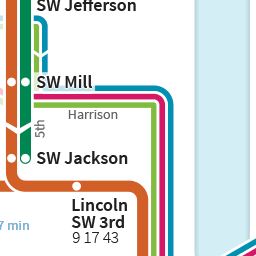 SW Jefferson
SW Mill
Harrison
5th
SW Jackson
Lincoln
SW 3rd
9 17 43
7 min